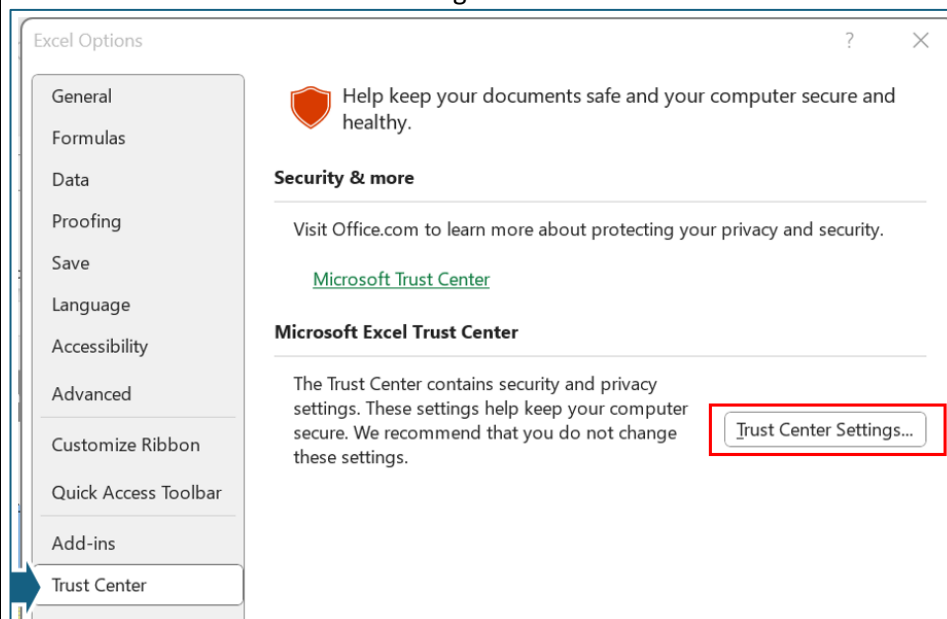 Excel Options
?
General
Formulas
Data
Proofing
Save
Language
Accessibility
Advanced
Customize Ribbon
Quick Access Toolbar
Add-ins
Trust Center
Help keep your documents safe and your computer secure and
healthy.
Security & more
Visit Office.com to learn more about protecting your privacy and security.
Microsoft Trust Center
Microsoft Excel Trust Center
The Trust Center contains security and privacy
settings. These settings help keep your computer
secure. We recommend that you do not change
these settings.
Trust Center Settings...